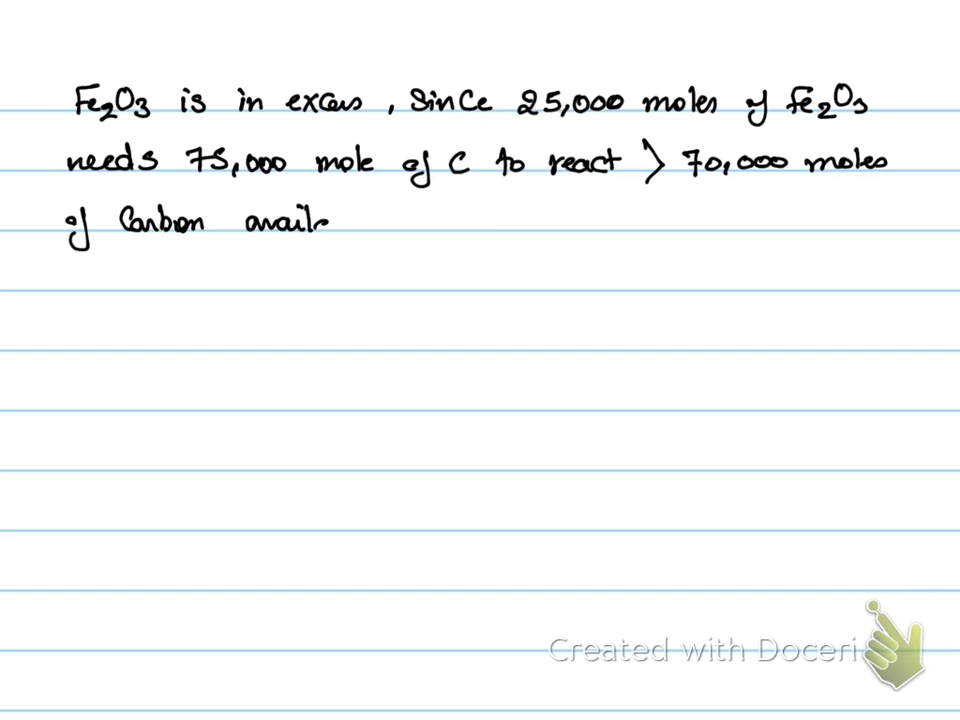 Fe₂O₃ is in excess, Since 25,000 moles of Fe₂O₃
needs 75,000 mole of C to react > 70,000 moles
of Carbon avail
Created with Doceri